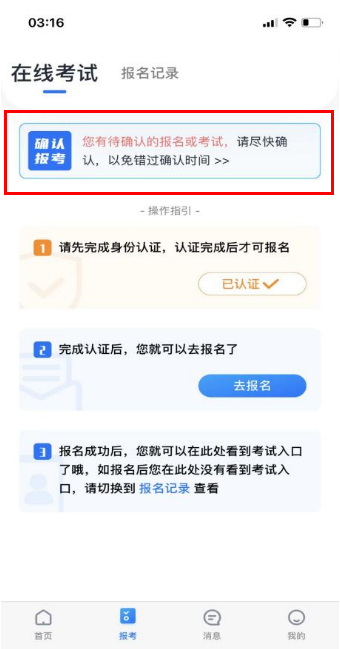 03:16
在线考试 报名记录
确认 您有待确认的报名或考试，请尽快确
报考 认，以免错过确认时间 >>
- 操作指引 -
1 请先完成身份认证，认证完成后才可报名
已认证
2 完成认证后，您就可以去报名了
去报名
3 报名成功后，您就可以在此处看到考试入口
了哦，如报名后您在此处没有看到考试入
口，请切换到 报名记录 查看
首页 报考 消息 我的